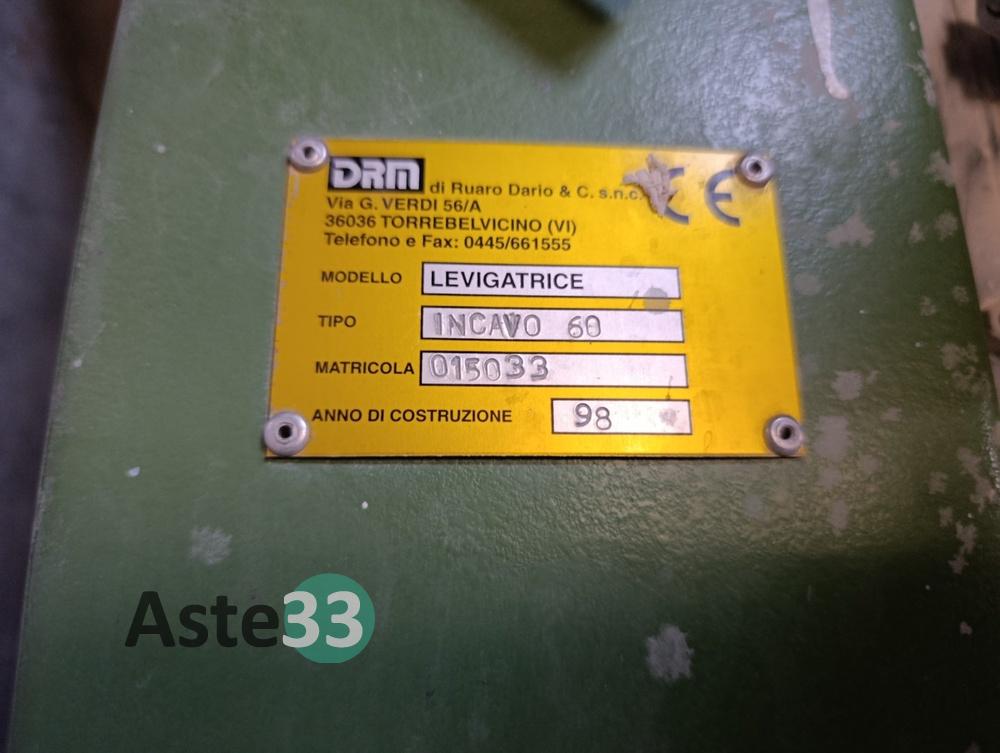 DRM di Ruaro Dario & C. s.n.c. CE
Via G. VERDI 56/A
36036 TORREBELVICINO (VI)
Telefono e Fax: 0445/661555
MODELLO LEVIGATRICE
TIPO INCAVO 60
MATRICOLA 015033
ANNO DI COSTRUZIONE 98
Aste33